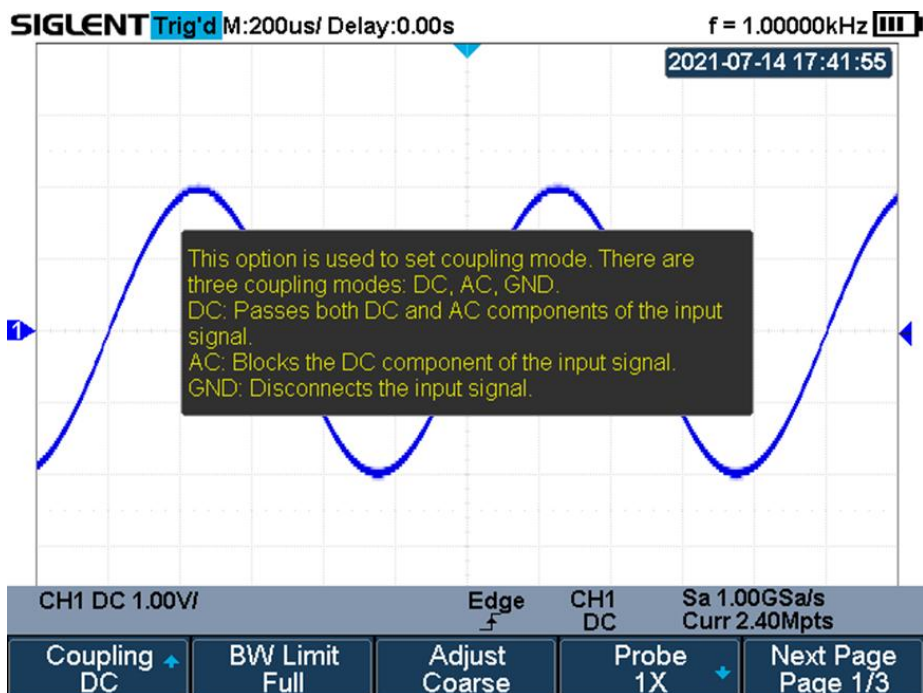 SIGLENT Trig'd M:200us/ Delay:0.00s f = 1.00000kHz
2021-07-14 17:41:55
This option is used to set coupling mode. There are
three coupling modes: DC, AC, GND.
DC: Passes both DC and AC components of the input
signal.
AC: Blocks the DC component of the input signal.
GND: Disconnects the input signal.
1
CH1 DC 1.00V/ Edge CH1 Sa 1.00GSa/s
DC Curr 2.40Mpts
Coupling BW Limit Adjust Probe Next Page
DC Full Coarse 1X Page 1/3